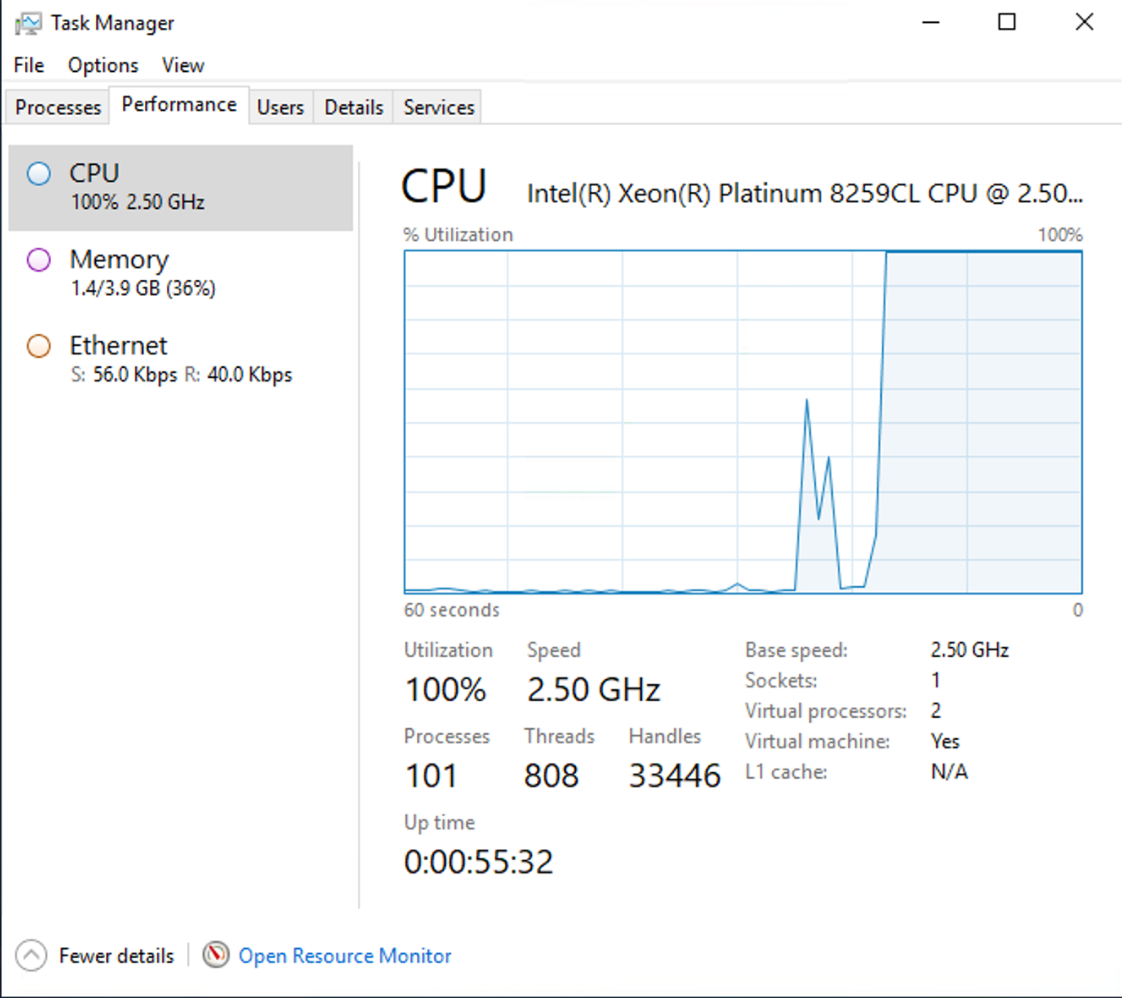 Task Manager
File Options View
Processes Performance Users Details Services
CPU
100% 2.50 GHz
Memory
1.4/3.9 GB (36%)
Ethernet
S: 56.0 Kbps R: 40.0 Kbps
CPU Intel(R) Xeon(R) Platinum 8259CL CPU @ 2.50...
% Utilization 100%
60 seconds 0
Utilization Speed
100% 2.50 GHz
Processes Threads Handles
101 808 33446
Up time
0:00:55:32
Base speed: 2.50 GHz
Sockets: 1
Virtual processors: 2
Virtual machine: Yes
L1 cache: N/A
Fewer details Open Resource Monitor